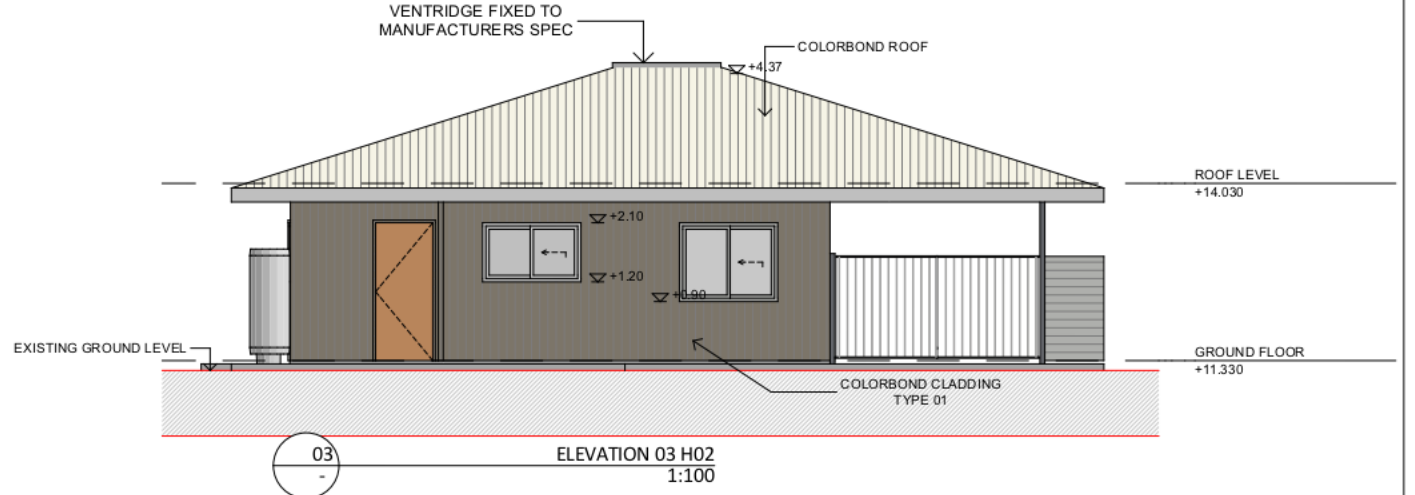 VENTRIDGE FIXED TO
MANUFACTURERS SPEC
COLORBOND ROOF
+4.37
ROOF LEVEL
+14.030
+2.10
+1.20
+0.90
EXISTING GROUND LEVEL
GROUND FLOOR
+11.330
COLORBOND CLADDING
TYPE 01
03
-
ELEVATION 03 H02
1:100